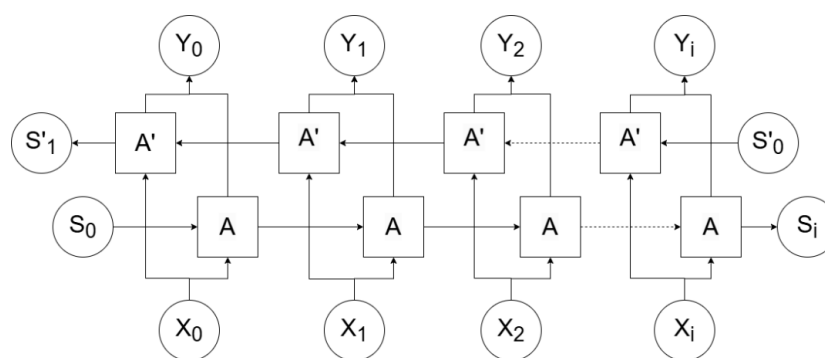 Y0 Y1 Y2 Yi
S'1 A' A' A' A' S'0
S0 A A A A Si
X0 X1 X2 Xi